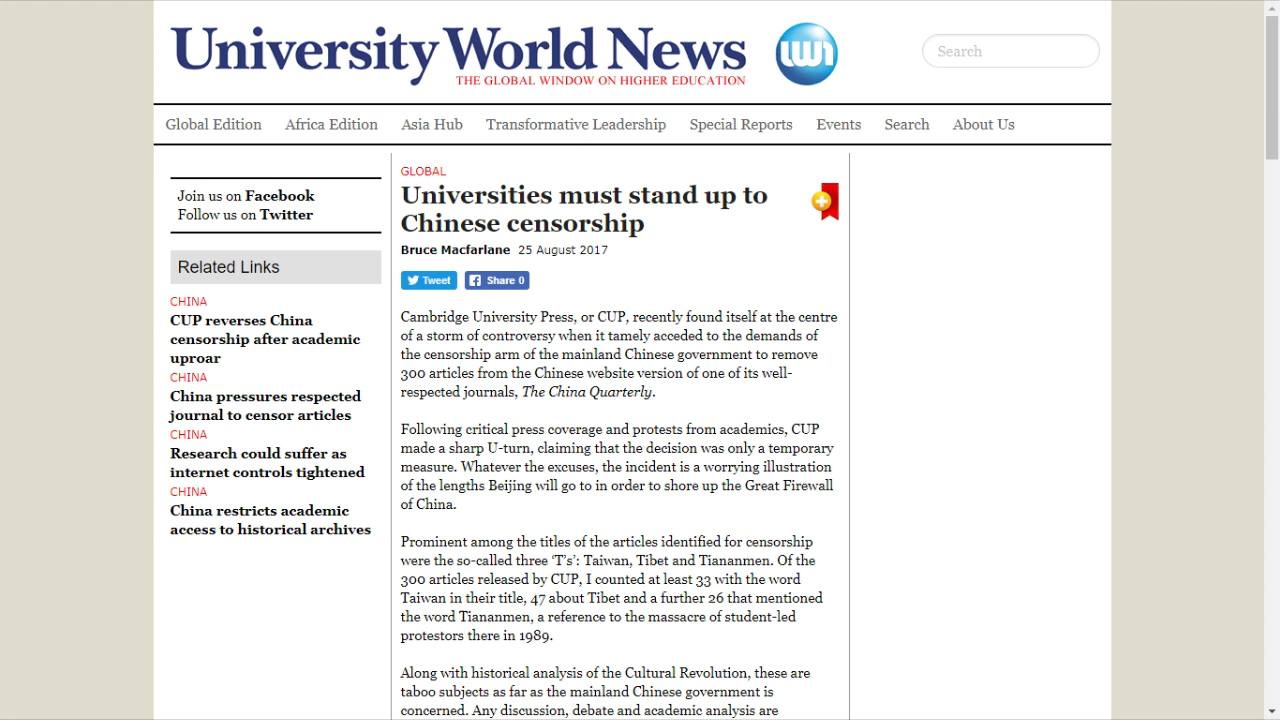 University World News
THE GLOBAL WINDOW ON HIGHER EDUCATION
uwn
Search
Global Edition
Africa Edition
Asia Hub
Transformative Leadership
Special Reports
Events
Search
About Us
Join us on Facebook
Follow us on Twitter
Related Links
CHINA
CUP reverses China
censorship after academic
uproar
CHINA
China pressures respected
journal to censor articles
CHINA
Research could suffer as
internet controls tightened
CHINA
China restricts academic
access to historical archives
GLOBAL
Universities must stand up to
Chinese censorship
Bruce Macfarlane 25 August 2017
Tweet
Share 0
Cambridge University Press, or CUP, recently found itself at the centre
of a storm of controversy when it tamely acceded to the demands of
the censorship arm of the mainland Chinese government to remove
300 articles from the Chinese website version of one of its well-
respected journals, The China Quarterly.
Following critical press coverage and protests from academics, CUP
made a sharp U-turn, claiming that the decision was only a temporary
measure. Whatever the excuses, the incident is a worrying illustration
of the lengths Beijing will go to in order to shore up the Great Firewall
of China.
Prominent among the titles of the articles identified for censorship
were the so-called three ‘T’s’: Taiwan, Tibet and Tiananmen. Of the
300 articles released by CUP, I counted at least 33 with the word
Taiwan in their title, 47 about Tibet and a further 26 that mentioned
the word Tiananmen, a reference to the massacre of student-led
protestors there in 1989.
Along with historical analysis of the Cultural Revolution, these are
taboo subjects as far as the mainland Chinese government is
concerned. Any discussion, debate and academic analysis are